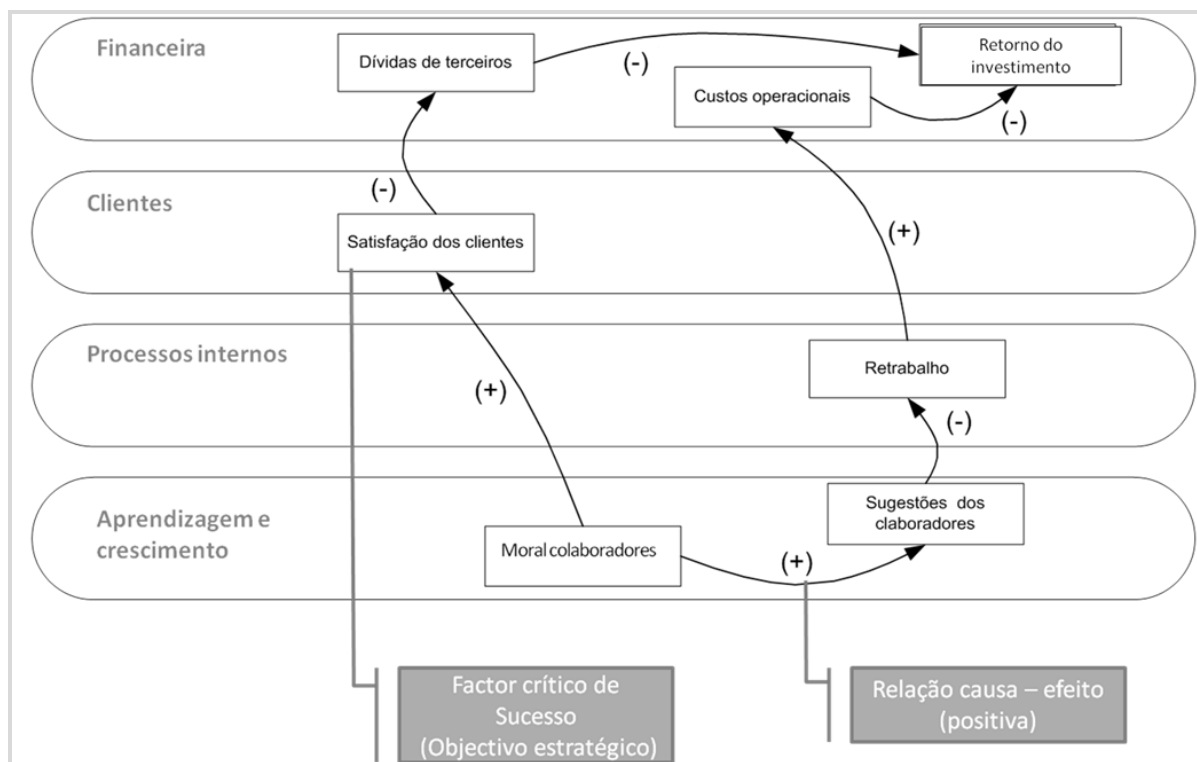 Financeira
Dívidas de terceiros
(-)
Retorno do
investimento
Custos operacionais
(-)
(-)
Clientes
Satisfação dos clientes
(+)
Processos internos
(+)
Retrabalho
(-)
Aprendizagem e
crescimento
Sugestões dos
claboradores
Moral colaboradores
(+)
Factor crítico de
Sucesso
(Objectivo estratégico)
Relação causa – efeito
(positiva)